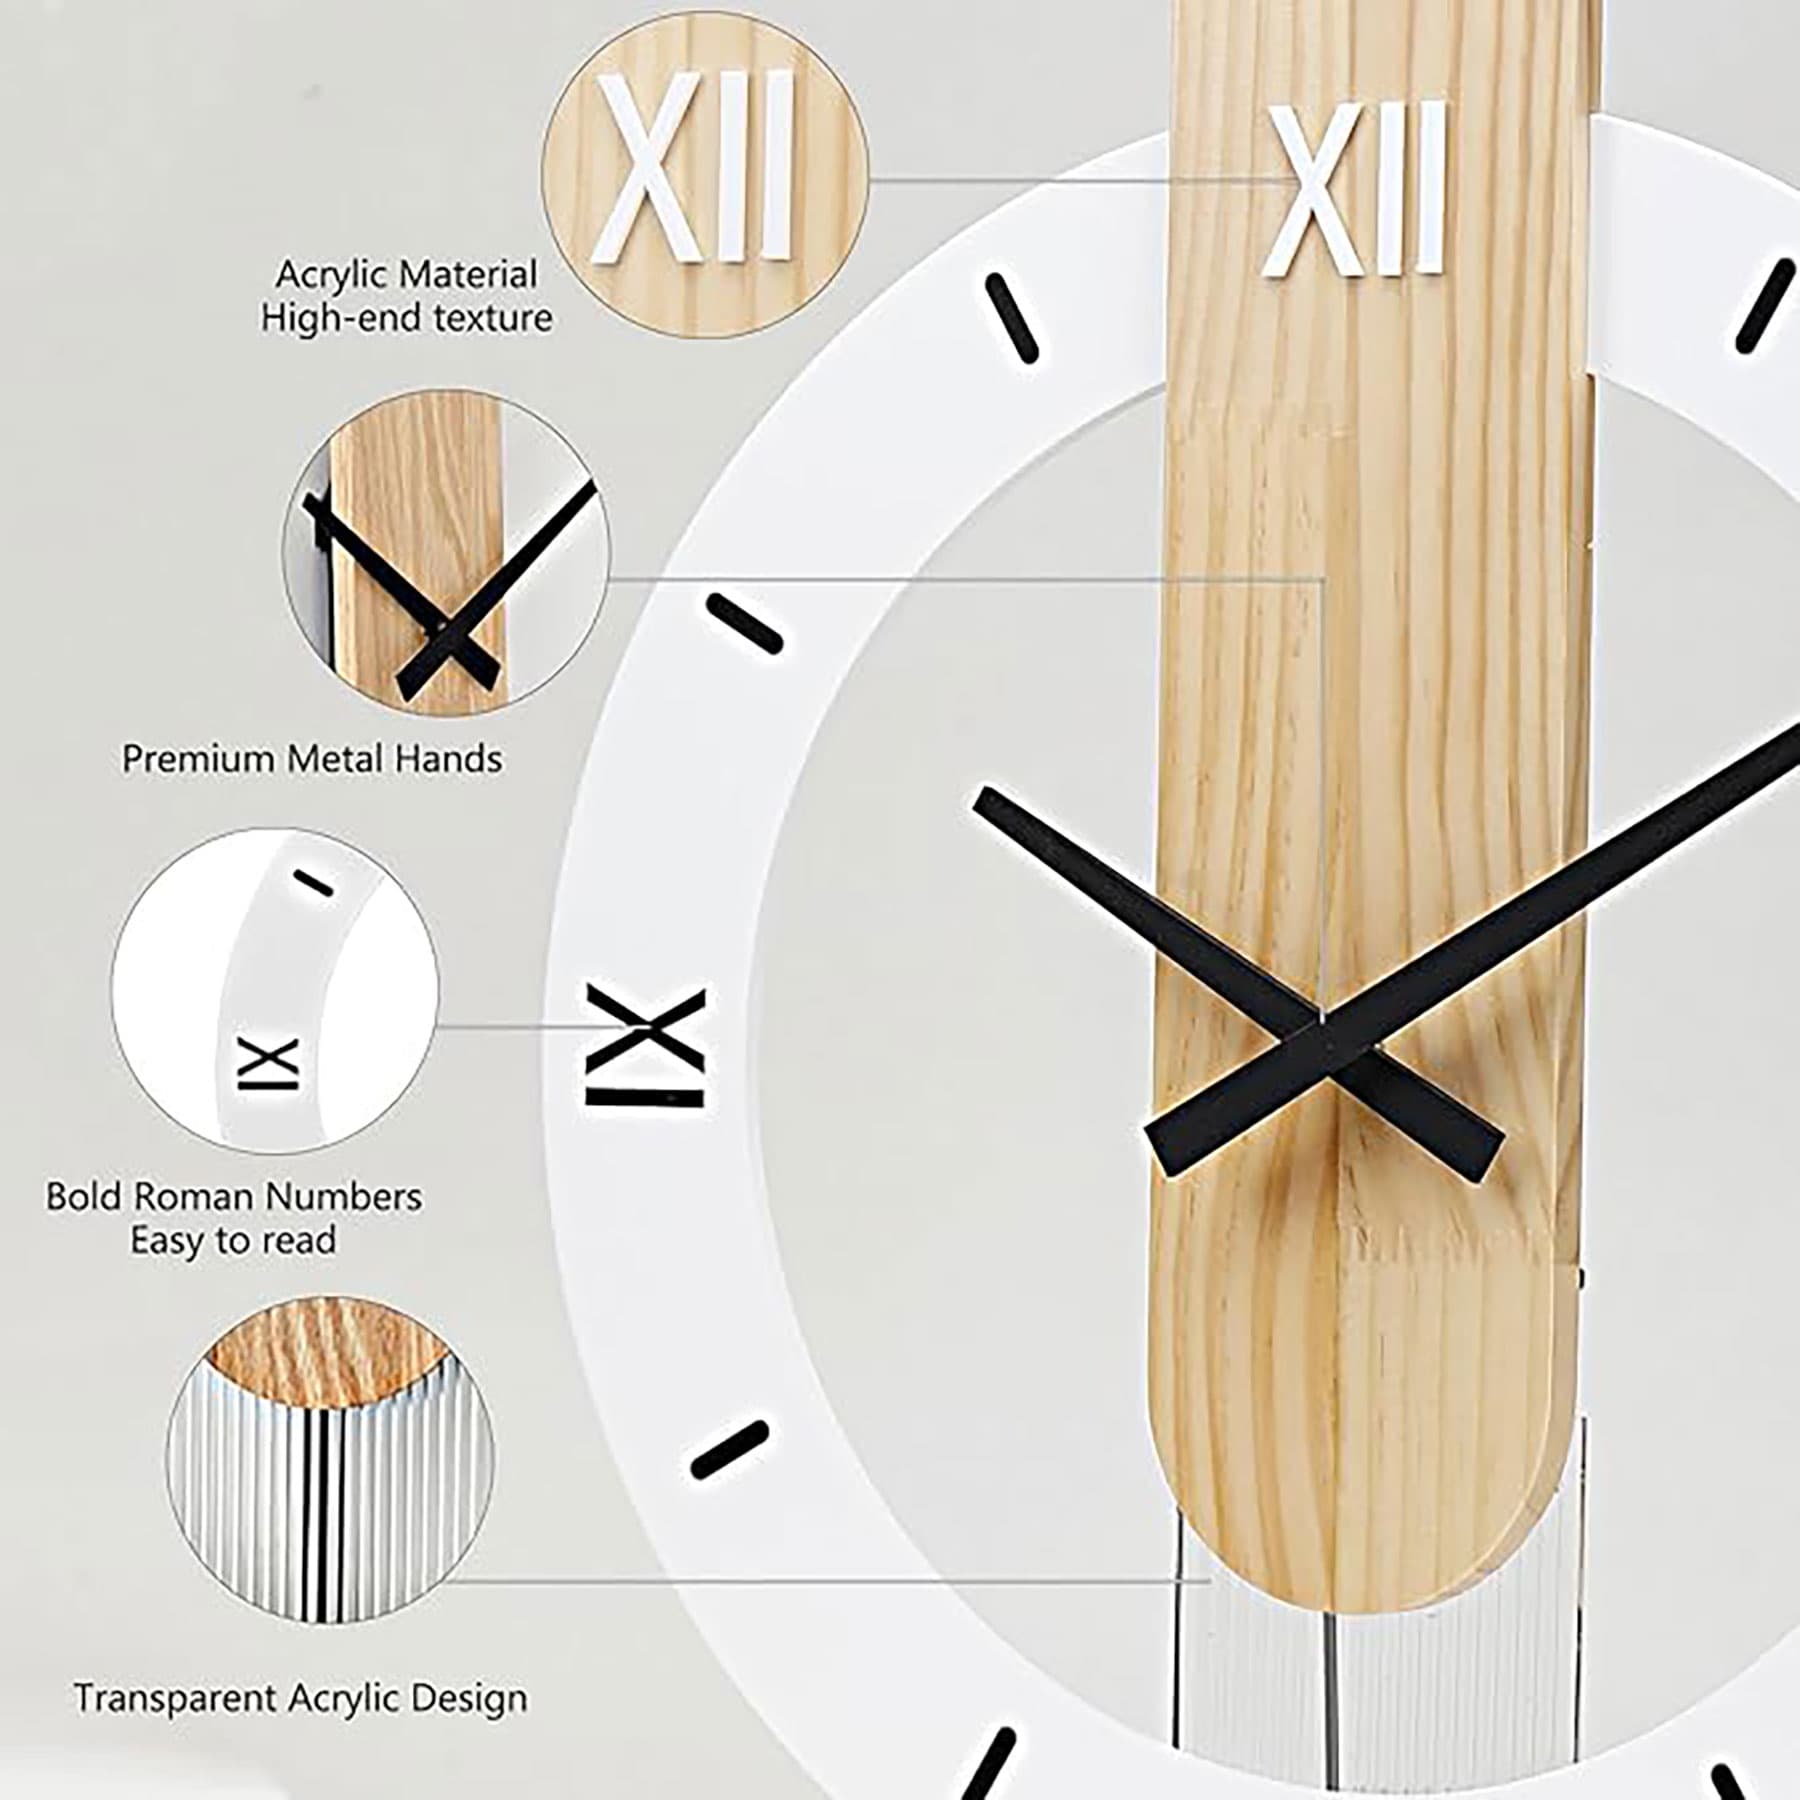 XII
XII
Acrylic Material
High-end texture
Premium Metal Hands
IX
IX
Bold Roman Numbers
Easy to read
Transparent Acrylic Design